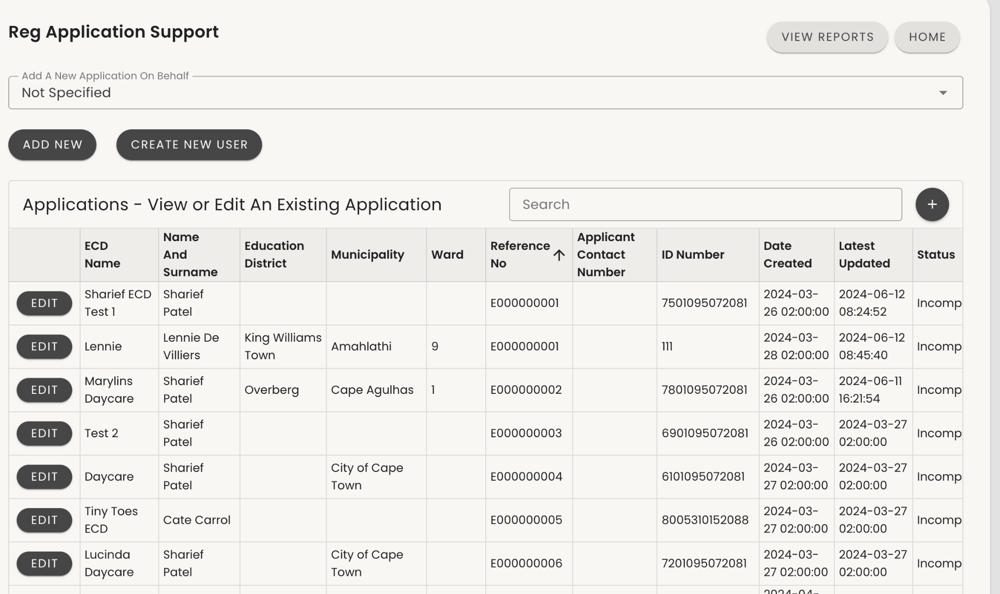 Reg Application Support
VIEW REPORTS
HOME
Add A New Application On Behalf
Not Specified
ADD NEW
CREATE NEW USER
Applications - View or Edit An Existing Application
Search
+
ECD Name
Name And Surname
Education District
Municipality
Ward
Reference No
Applicant Contact Number
ID Number
Date Created
Latest Updated
Status
EDIT
Sharief ECD Test 1
Sharief Patel
E000000001
7501095072081
2024-03-26 02:00:00
2024-06-12 08:24:52
Incomp
EDIT
Lennie
Lennie De Villiers
King Williams Town
Amahlathi
9
E000000001
111
2024-03-28 02:00:00
2024-06-12 08:45:40
Incomp
EDIT
Marylins Daycare
Sharief Patel
Overberg
Cape Agulhas
1
E000000002
7801095072081
2024-03-26 02:00:00
2024-06-11 16:21:54
Incomp
EDIT
Test 2
Sharief Patel
E000000003
6901095072081
2024-03-26 02:00:00
2024-03-27 02:00:00
Incomp
EDIT
Daycare
Sharief Patel
City of Cape Town
E000000004
6101095072081
2024-03-27 02:00:00
2024-03-27 02:00:00
Incomp
EDIT
Tiny Toes ECD
Cate Carrol
E000000005
8005310152088
2024-03-27 02:00:00
2024-03-27 02:00:00
Incomp
EDIT
Lucinda Daycare
Sharief Patel
City of Cape Town
E000000006
7201095072081
2024-03-27 02:00:00
2024-03-27 02:00:00
Incomp